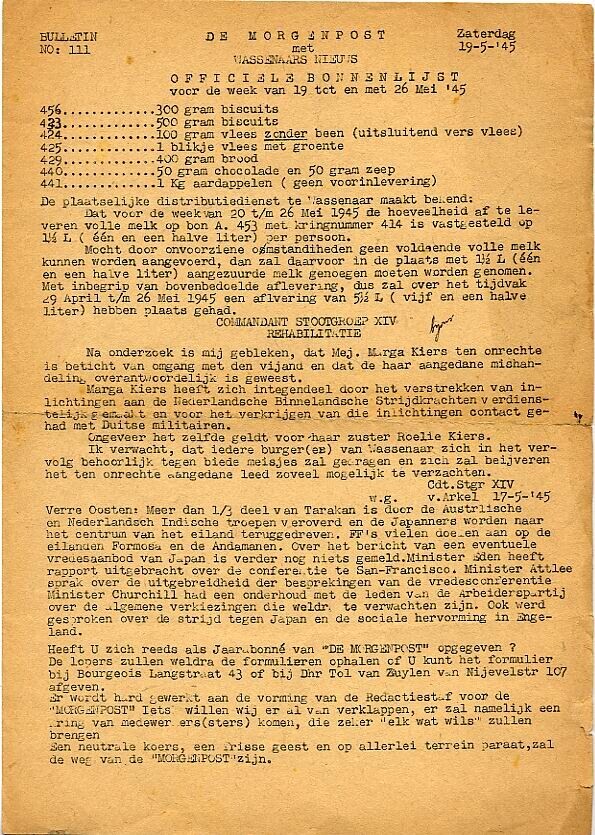 BULLETIN DE MORGENPOST Zaterdag
NO: 111 met 19-5-'45
WASSENAARS NIEUWS
OFFICIELE BONNENLIJST
voor de week van 19 tct en met 26 Mei '45
456..............300 gram biscuits
423..............500 gram biscuits
424..............100 gram vlees zonder been (uitsluitend vers vlees)
425..............1 blikje vlees met groente
429..............400 gram brood
440..............50 gram chocolade en 50 gram zeep
441..............1 Kg aardappelen ( geen voorinlevering)
De plaatselijke distributiedienst te Wassenaar maakt bekend:
Dat voor de weekvan 20 t/m 26 Mei 1945 de hoeveelheid af te le-
veren volle melk op bon A. 453 met kringnummer 414 is vastgesteld op
1½ L ( één en een halve liter) per persoon.
Mocht door onvoorziene omstandigheden geen voldoende volle melk
kunnen worden aangevoerd, dan zal daarvoor in de plaats met 1½ L (één
en een halve liter) aangezuurde melk genoegen moeten worden genomen.
Met inbegrip van bovenbedoelde aflevering, dus zal over het tijdvak
29 April t/m 26 Mei 1945 een aflvering van 5½ L ( vijf en een halve
liter) hebben plaats gehad.
COMMANDANT STOOTGROEP XIV
REHABILITATIE
Na onderzoek is mij gebleken, dat Mej. Marga Kiers ten onrechte
is beticht van omgang met den vijand en dat de haar aangedane mishan-
deling overantwoordelijk is geweest.
Marga Kiers heeft zich integendeel door het verstrekken van in-
lichtingen aan de Nederlandsche Binnelandsche Strijdkrachten verdiens-
telijk gemaakt en voor het verkrijgen van die inlichtingen contact ge-
had met Duitse militairen.
Ongeveer het zelfde geldt voor haar zuster Roelie Kiers.
Ik verwacht, dat iedere burger(es) van Wassenaar zich in het ver-
volg behoorlijk tegen biede meisjes zal gedragen en zich zal beijveren
het ten onrechte aangedane leed zoveel mogelijk te verzachten.
Cdt.Stgr XIV
w.g. v.Arkel 17-5-'45
Verre Oosten: Meer dan 1/3 deel van Tarakan is door de Austrlische
en Nederlandsch Indische troepen veroverd en de Japanners worden naar
het centrum van het eiland teruggedreven. FF's vielen doelen aan op de
eilanden Formosa en de Andamanen. Over het bericht van een eventuele
vredesaanbod van Japan is verder nog niets gemeld.Minister Eden heeft
rapport uitgebracht over de conferentie te San-Francisco. Minister Attlee
sprak over de uitgebreidheid der besprekingen van de vredesconferentie
Minister Churchill had een onderhoud met de leden van de Arbeiderspartij
over de algemene verkiezingen die weldra te verwachten zijn. Ook werd
gesproken over de strijd tegen Japan en de sociale hervorming in Enge-
land.
Heeft U zich reeds als Jaarabonné van "DE MORGENPOST" opgegeven ?
De lopers zullen weldra de formulieren ophalen of U kunt het formulier
bij Bourgeois Langstraat 43 of bij Dhr Tol van Zuylen van Nijevelstr 107
afgeven.
Er wordt hard gewerkt aan de vorming van de Redactiestaf voor de
"MORGENPOST" Iets willen wij er al van verklappen, er zal namelijk een
kring van medewerkers(sters) komen, die zeker "elk wat wils" zullen
brengen
Een neutrale koers, een frisse geest en op allerlei terrein paraat,zal
de weg van de "MORGENPOST"zijn.